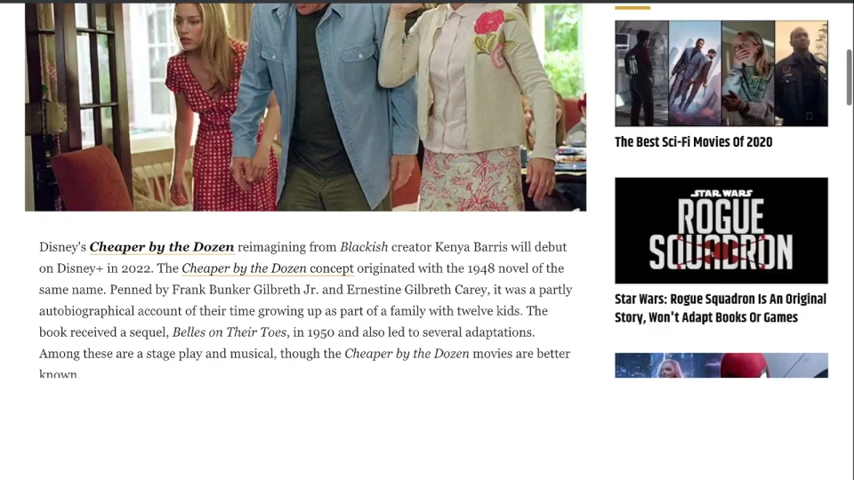 Disney's Cheaper by the Dozen reimagining from Blackish creator Kenya Barris will debut
on Disney+ in 2022. The Cheaper by the Dozen concept originated with the 1948 novel of the
same name. Penned by Frank Bunker Gilbreth Jr. and Ernestine Gilbreth Carey, it was a partly
autobiographical account of their time growing up as part of a family with twelve kids. The
book received a sequel, Belles on Their Toes, in 1950 and also led to several adaptations.
Among these are a stage play and musical, though the Cheaper by the Dozen movies are better
known.
The Best Sci-Fi Movies Of 2020
STAR WARS
ROGUE
SQUADRON
Star Wars: Rogue Squadron Is An Original
Story, Won't Adapt Books Or Games